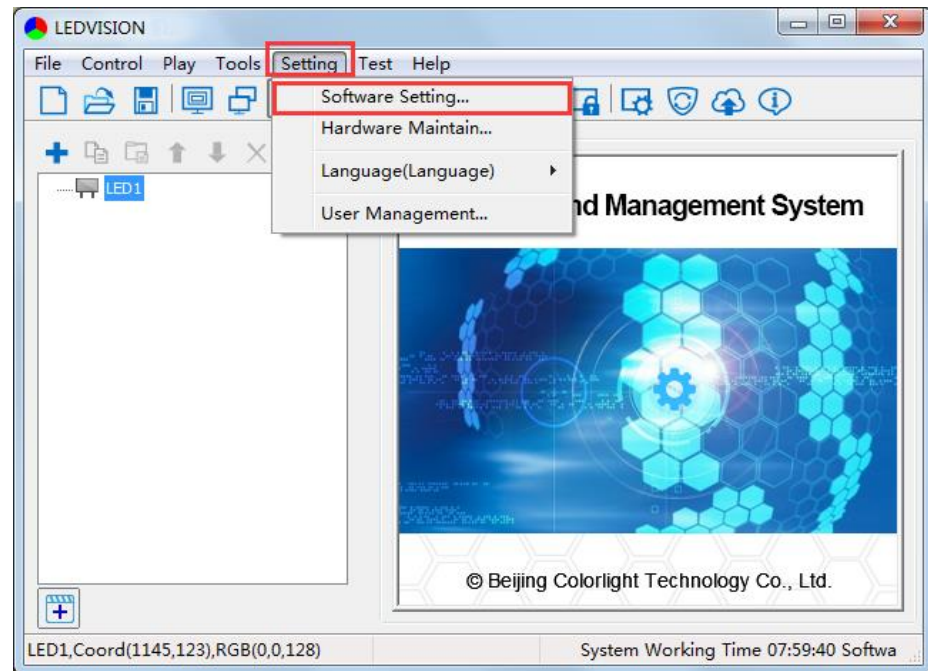 LEDVISION
File Control Play Tools Setting Test Help
Software Setting...
Hardware Maintain...
Language(Language)
User Management...
LED1
nd Management System
© Beijing Colorlight Technology Co., Ltd.
LED1,Coord(1145,123),RGB(0,0,128)
System Working Time 07:59:40 Softwa